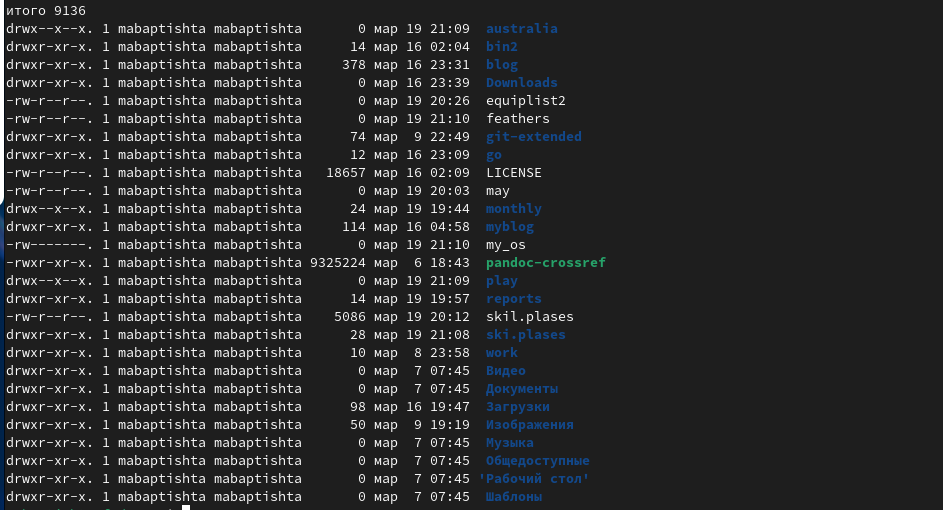 итого 9136
drwx--x--x. 1 mabaptishta mabaptishta       0 мар 19 21:09  australia
drwxr-xr-x. 1 mabaptishta mabaptishta      14 мар 16 02:04  bin2
drwxr-xr-x. 1 mabaptishta mabaptishta     378 мар 16 23:31  blog
drwxr-xr-x. 1 mabaptishta mabaptishta       0 мар 16 23:39  Downloads
-rw-r--r--. 1 mabaptishta mabaptishta       0 мар 19 20:26  equiplist2
-rw-r--r--. 1 mabaptishta mabaptishta       0 мар 19 21:10  feathers
drwxr-xr-x. 1 mabaptishta mabaptishta      74 мар  9 22:49  git-extended
drwxr-xr-x. 1 mabaptishta mabaptishta      12 мар 16 23:09  go
-rw-r--r--. 1 mabaptishta mabaptishta   18657 мар 16 02:09  LICENSE
-rw-r--r--. 1 mabaptishta mabaptishta       0 мар 19 20:03  may
drwx--x--x. 1 mabaptishta mabaptishta      24 мар 19 19:44  monthly
drwxr-xr-x. 1 mabaptishta mabaptishta     114 мар 16 04:58  myblog
-rw-------. 1 mabaptishta mabaptishta       0 мар 19 21:10  my_os
-rwxr-xr-x. 1 mabaptishta mabaptishta 9325224 мар  6 18:43  pandoc-crossref
drwx--x--x. 1 mabaptishta mabaptishta       0 мар 19 21:09  play
drwxr-xr-x. 1 mabaptishta mabaptishta      14 мар 19 19:57  reports
-rw-r--r--. 1 mabaptishta mabaptishta    5086 мар 19 20:12  skil.plases
drwxr-xr-x. 1 mabaptishta mabaptishta      28 мар 19 21:08  ski.plases
drwxr-xr-x. 1 mabaptishta mabaptishta      10 мар  8 23:58  work
drwxr-xr-x. 1 mabaptishta mabaptishta       0 мар  7 07:45  Видео
drwxr-xr-x. 1 mabaptishta mabaptishta       0 мар  7 07:45  Документы
drwxr-xr-x. 1 mabaptishta mabaptishta      98 мар 16 19:47  Загрузки
drwxr-xr-x. 1 mabaptishta mabaptishta      50 мар  9 19:19  Изображения
drwxr-xr-x. 1 mabaptishta mabaptishta       0 мар  7 07:45  Музыка
drwxr-xr-x. 1 mabaptishta mabaptishta       0 мар  7 07:45  Общедоступные
drwxr-xr-x. 1 mabaptishta mabaptishta       0 мар  7 07:45 'Рабочий стол'
drwxr-xr-x. 1 mabaptishta mabaptishta       0 мар  7 07:45  Шаблоны